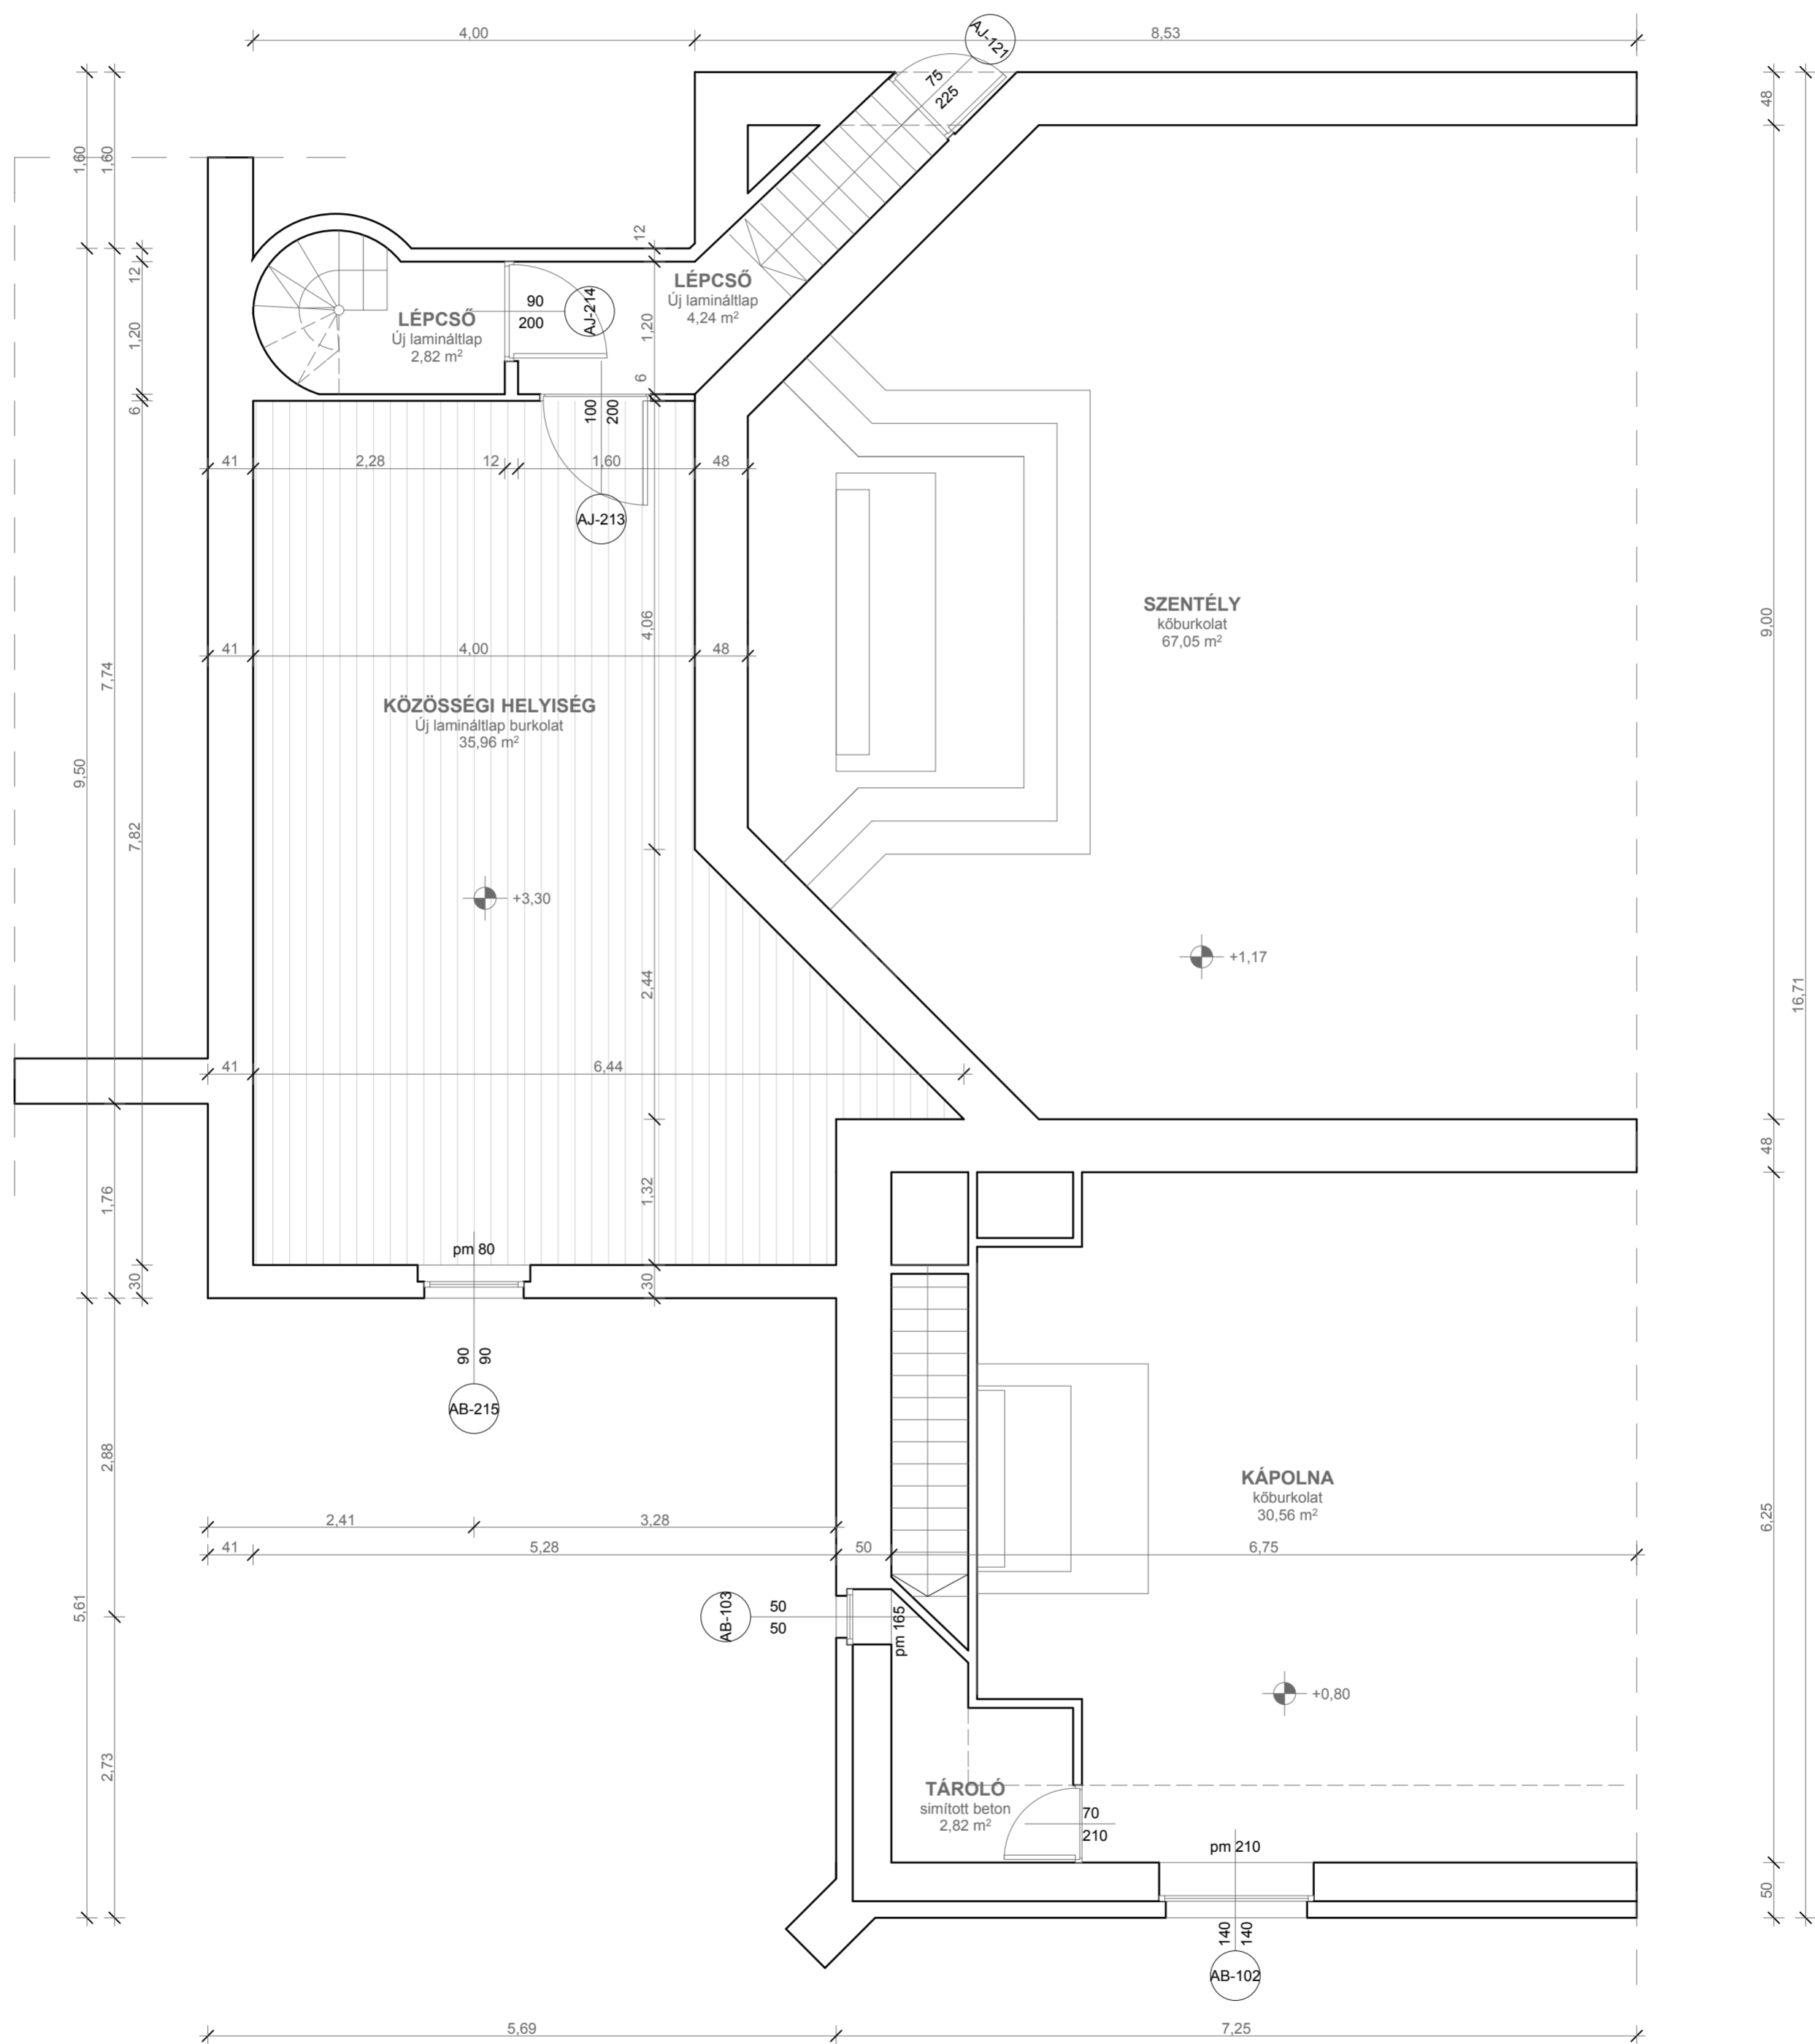 4,00
8,53
AJ-121
75
225
48
1,60
1,60
12
12
LÉPCSŐ
Új lamináltlap
4,24 m²
90
200
AJ-214
LÉPCSŐ
Új lamináltlap
2,82 m²
1,20
1,20
6
6
100
200
41
2,28
12
1,60
48
AJ-213
SZENTÉLY
kőburkolat
67,05 m²
9,00
4,06
41
4,00
48
7,74
KÖZÖSSÉGI HELYISÉG
Új lamináltlap burkolat
35,96 m²
9,50
7,82
+3,30
+1,17
2,44
16,71
41
6,44
48
1,76
1,32
pm 80
30
30
90
90
AB-215
2,88
KÁPOLNA
kőburkolat
30,56 m²
6,25
2,41
3,28
41
5,28
50
6,75
5,61
AB-103
50
50
pm 165
+0,80
2,73
TÁROLÓ
simított beton
2,82 m²
70
210
pm 210
50
140
140
AB-102
5,69
7,25